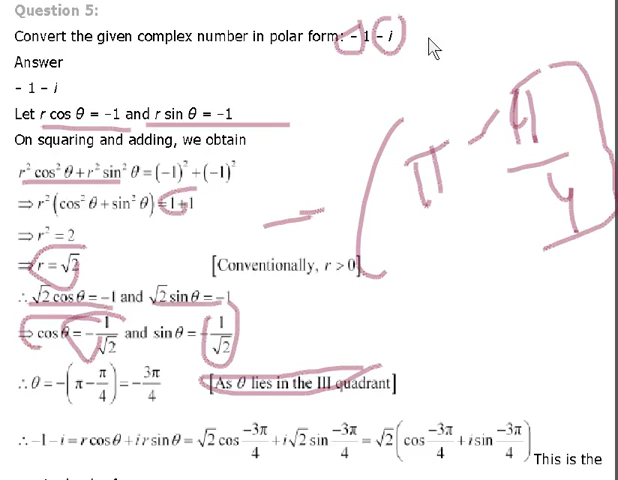 Question 5:
Convert the given complex number in polar form: – 1 – i
Answer
– 1 – i
Let r cos θ = –1 and r sin θ = –1
On squaring and adding, we obtain
r² cos² θ + r² sin² θ = (–1)² + (–1)²
⇒ r² (cos² θ + sin² θ) = 1 + 1
⇒ r² = 2
⇒ r = √2 [Conventionally, r > 0]
– (π – π/4)
∴ √2 cos θ = –1 and √2 sin θ = –1
⇒ cos θ = – 1/√2 and sin θ = – 1/√2
∴ θ = –(π – π/4) = – 3π/4 [As θ lies in the III quadrant]
∴ –1 – i = r cos θ + i r sin θ = √2 cos –3π/4 + i√2 sin –3π/4 = √2 (cos –3π/4 + i sin –3π/4) This is the